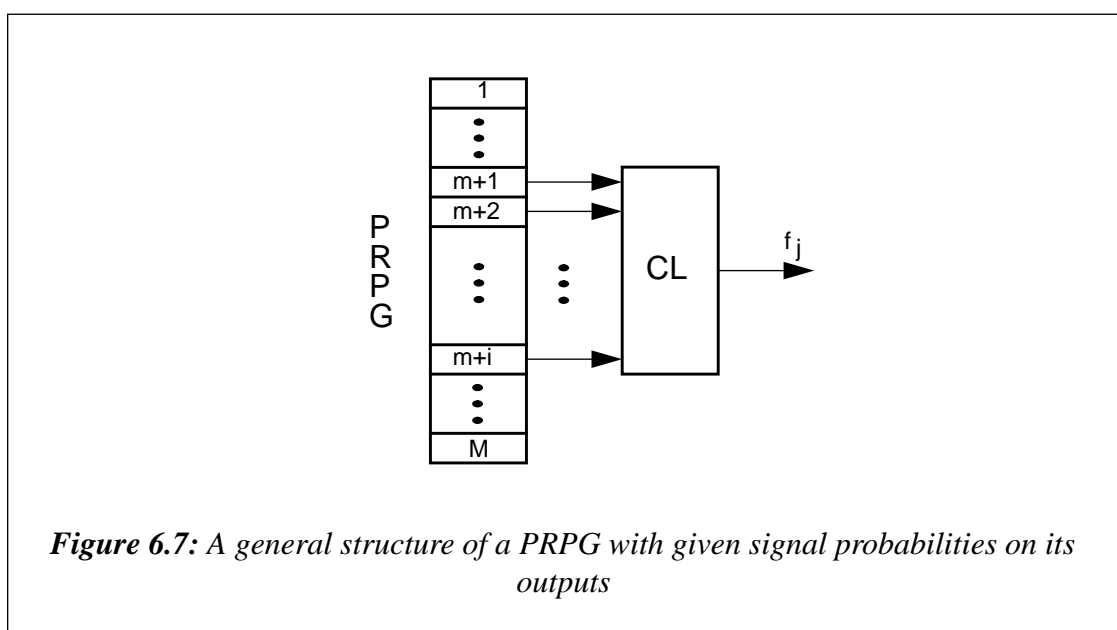 1
m+1
m+2
P
R
P
G
CL
f j
m+i
M
Figure 6.7: A general structure of a PRPG with given signal probabilities on its
outputs